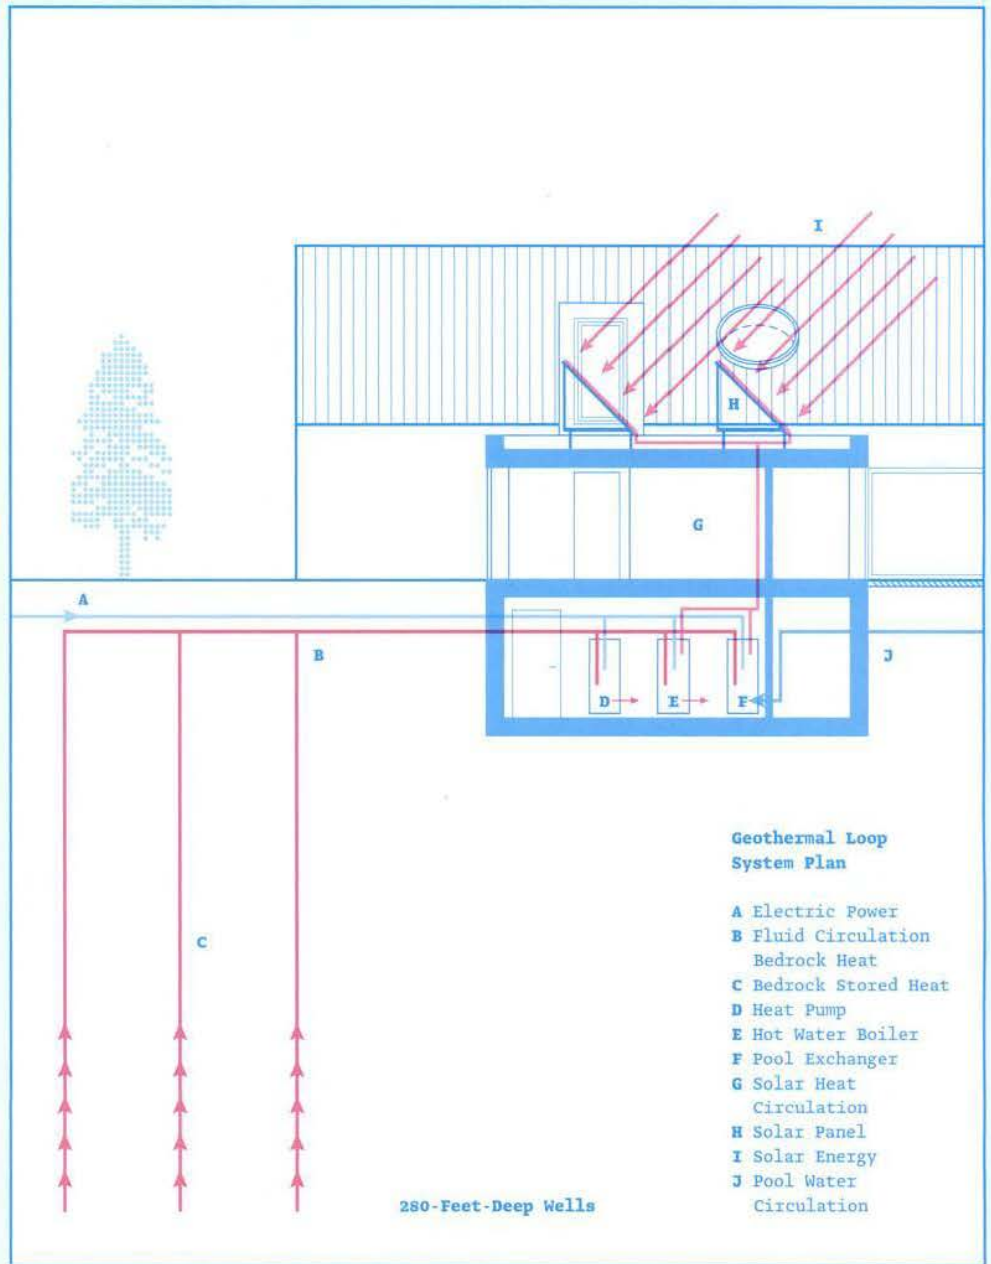 I
H
G
A
B
J
D
E
F
C
Geothermal Loop
System Plan
A Electric Power
B Fluid Circulation
Bedrock Heat
C Bedrock Stored Heat
D Heat Pump
E Hot Water Boiler
F Pool Exchanger
G Solar Heat
Circulation
H Solar Panel
I Solar Energy
J Pool Water
Circulation
280-Feet-Deep Wells